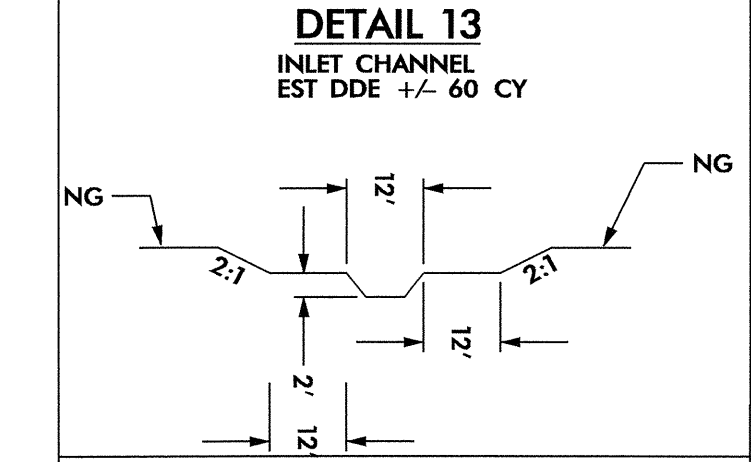 DETAIL 13
INLET CHANNEL
EST DDE +/- 60 CY
12'
NG
NG
2:1
2:1
12'
2'
12'